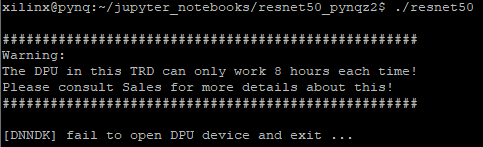 xilinx@pynq:~/jupyter_notebooks/resnet50_pynqz2$ ./resnet50
####################################################
Warning:
The DPU in this TRD can only work 8 hours each time!
Please consult Sales for more details about this!
####################################################
[DNNDK] fail to open DPU device and exit ...